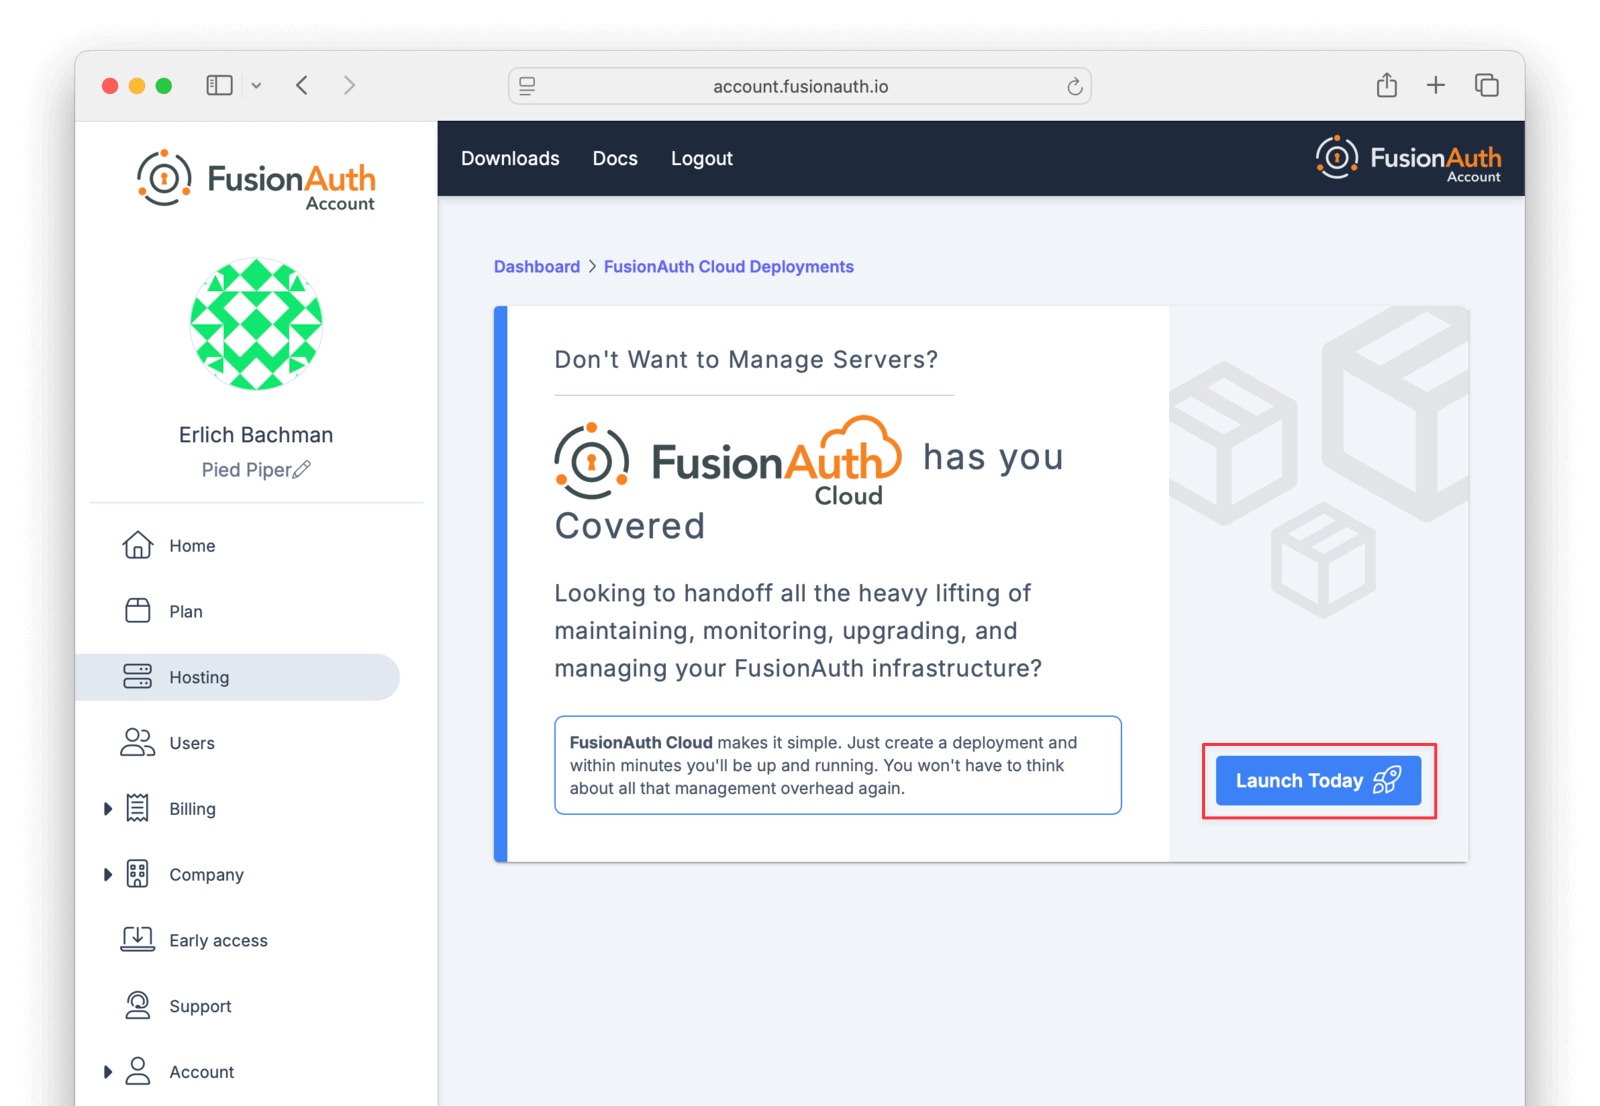 account.fusionauth.io
FusionAuth
Account
Erlich Bachman
Pied Piper
Home
Plan
Hosting
Users
Billing
Company
Early access
Support
Account
Downloads Docs Logout
FusionAuth
Account
Dashboard > FusionAuth Cloud Deployments
Don't Want to Manage Servers?
FusionAuth has you
Cloud
Covered
Looking to handoff all the heavy lifting of
maintaining, monitoring, upgrading, and
managing your FusionAuth infrastructure?
FusionAuth Cloud makes it simple. Just create a deployment and
within minutes you'll be up and running. You won't have to think
about all that management overhead again.
Launch Today